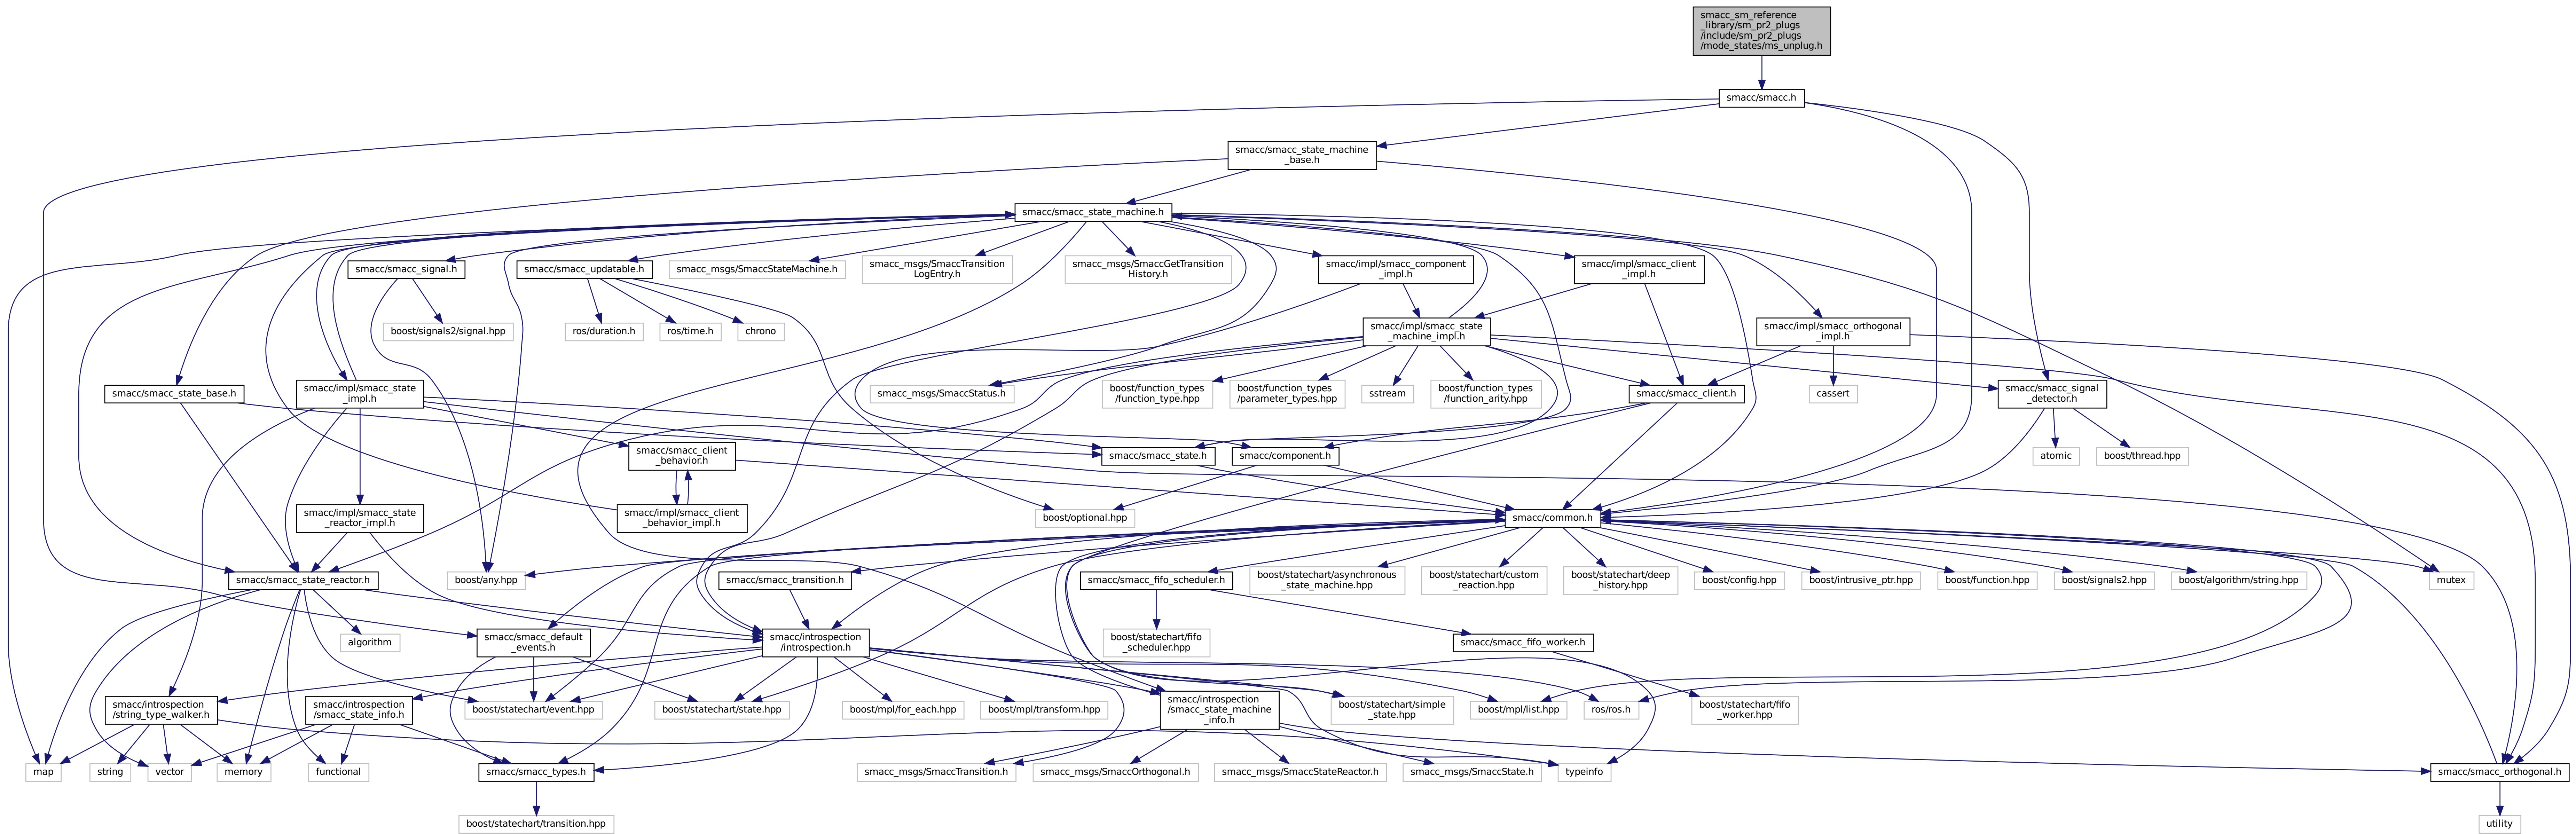 smacc_sm_reference
_library/sm_pr2_plugs
/include/sm_pr2_plugs
/mode_states/ms_unplug.h
smacc/smacc.h
smacc/smacc_state_machine
_base.h
smacc/smacc_state_machine.h
smacc/smacc_signal.h
smacc/smacc_updatable.h
smacc_msgs/SmaccStateMachine.h
smacc_msgs/SmaccTransition
LogEntry.h
smacc_msgs/SmaccGetTransition
History.h
smacc/impl/smacc_component
_impl.h
smacc/impl/smacc_client
_impl.h
boost/signals2/signal.hpp
ros/duration.h
ros/time.h
chrono
smacc/impl/smacc_state
_machine_impl.h
smacc/impl/smacc_orthogonal
_impl.h
smacc/smacc_state_base.h
smacc/impl/smacc_state
_impl.h
smacc_msgs/SmaccStatus.h
boost/function_types
/function_type.hpp
boost/function_types
/parameter_types.hpp
sstream
boost/function_types
/function_arity.hpp
smacc/smacc_client.h
cassert
smacc/smacc_signal
_detector.h
smacc/smacc_client
_behavior.h
smacc/smacc_state.h
smacc/component.h
atomic
boost/thread.hpp
smacc/impl/smacc_state
_reactor_impl.h
smacc/impl/smacc_client
_behavior_impl.h
boost/optional.hpp
smacc/common.h
smacc/smacc_state_reactor.h
boost/any.hpp
smacc/smacc_transition.h
smacc/smacc_fifo_scheduler.h
boost/statechart/asynchronous
_state_machine.hpp
boost/statechart/custom
_reaction.hpp
boost/statechart/deep
_history.hpp
boost/config.hpp
boost/intrusive_ptr.hpp
boost/function.hpp
boost/signals2.hpp
boost/algorithm/string.hpp
mutex
algorithm
smacc/smacc_default
_events.h
smacc/introspection
/introspection.h
boost/statechart/fifo
_scheduler.hpp
smacc/smacc_fifo_worker.h
smacc/introspection
/string_type_walker.h
smacc/introspection
/smacc_state_info.h
boost/statechart/event.hpp
boost/statechart/state.hpp
boost/mpl/for_each.hpp
boost/mpl/transform.hpp
smacc/introspection
/smacc_state_machine
_info.h
boost/statechart/simple
_state.hpp
boost/mpl/list.hpp
ros/ros.h
boost/statechart/fifo
_worker.hpp
map
string
vector
memory
functional
smacc/smacc_types.h
smacc_msgs/SmaccTransition.h
smacc_msgs/SmaccOrthogonal.h
smacc_msgs/SmaccStateReactor.h
smacc_msgs/SmaccState.h
typeinfo
smacc/smacc_orthogonal.h
boost/statechart/transition.hpp
utility